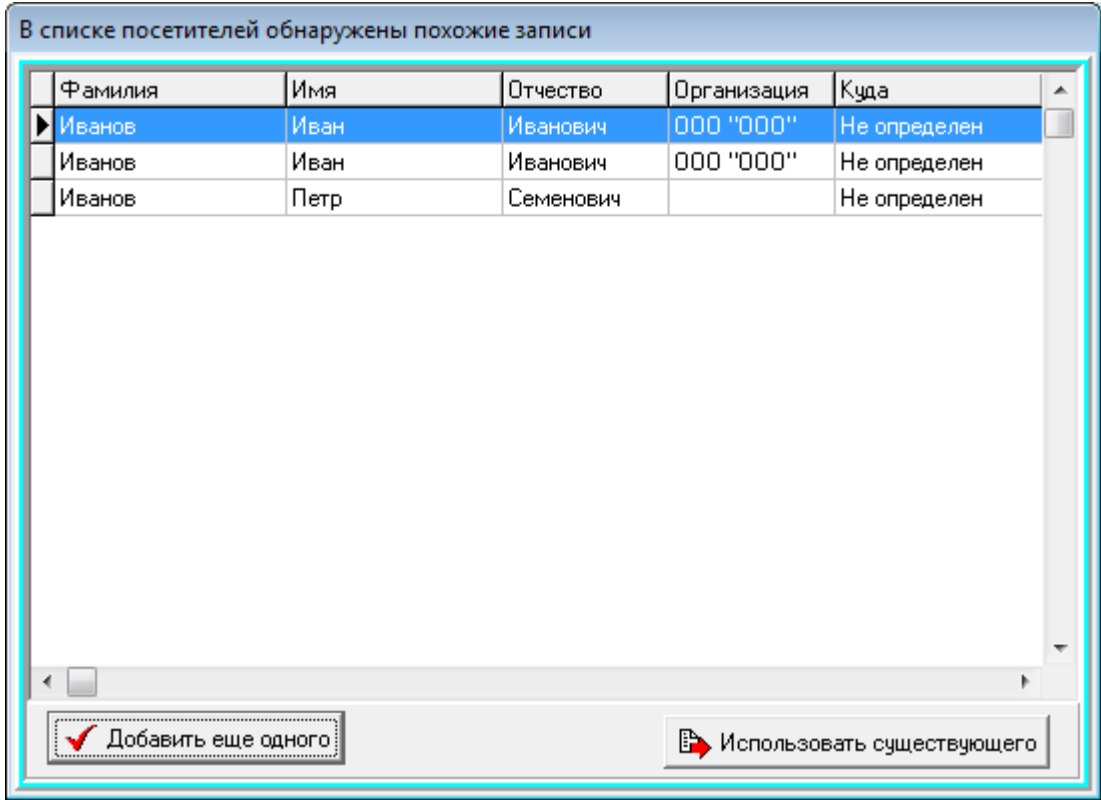 В списке посетителей обнаружены похожие записи
Фамилия Имя Отчество Организация Куда
Иванов Иван Иванович ООО "ООО" Не определен
Иванов Иван Иванович ООО "ООО" Не определен
Иванов Петр Семенович Не определен
Добавить еще одного Использовать существующего